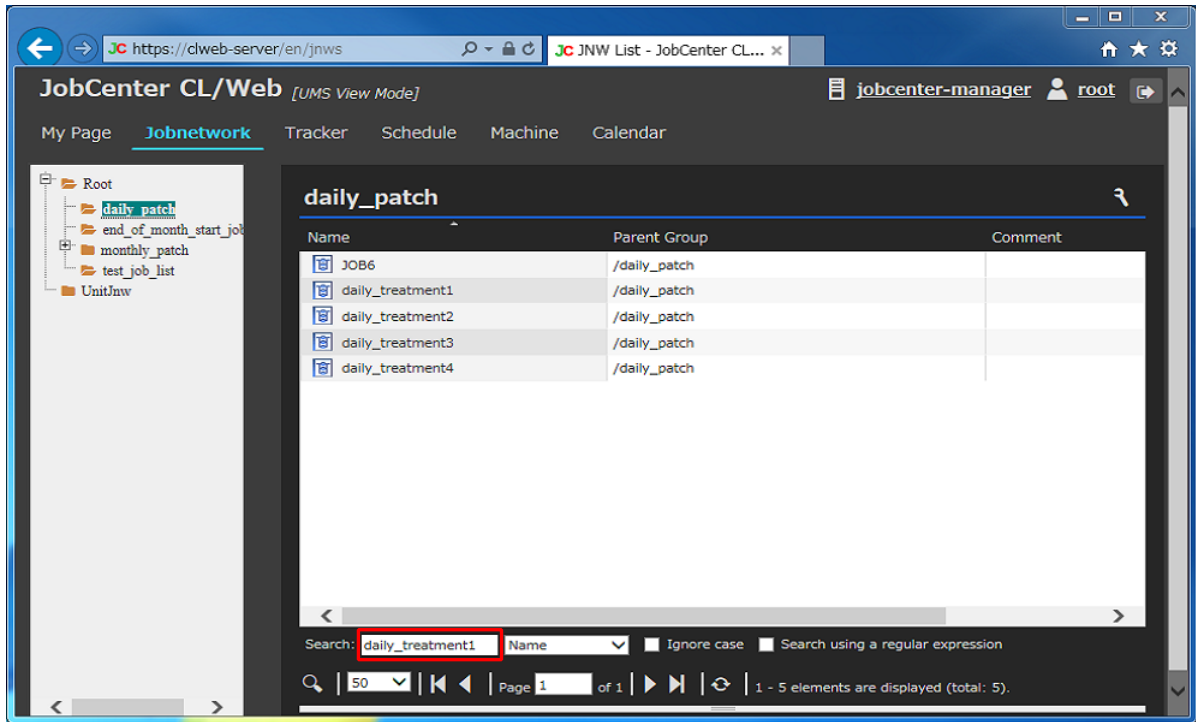 JC https://clweb-server/en/jnws
JC JNW List - JobCenter CL... ×
JobCenter CL/Web [UMS View Mode]
jobcenter-manager root
My Page Jobnetwork Tracker Schedule Machine Calendar
Root
daily_patch
end_of_month_start_job
monthly_patch
test_job_list
UnitJnw
daily_patch
Name Parent Group Comment
JOB6 /daily_patch
daily_treatment1 /daily_patch
daily_treatment2 /daily_patch
daily_treatment3 /daily_patch
daily_treatment4 /daily_patch
Search: daily_treatment1 Name Ignore case Search using a regular expression
50 Page 1 of 1 1 - 5 elements are displayed (total: 5).